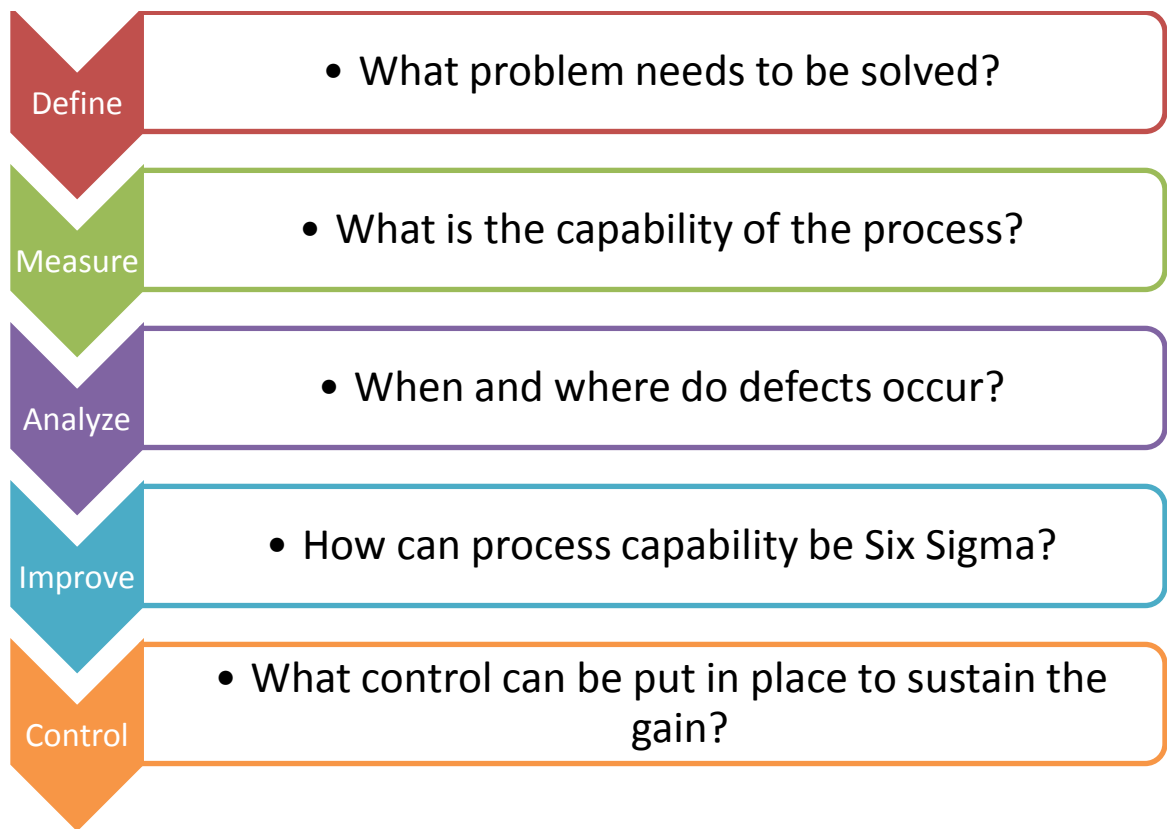 Define
• What problem needs to be solved?
Measure
• What is the capability of the process?
Analyze
• When and where do defects occur?
Improve
• How can process capability be Six Sigma?
Control
• What control can be put in place to sustain the
gain?